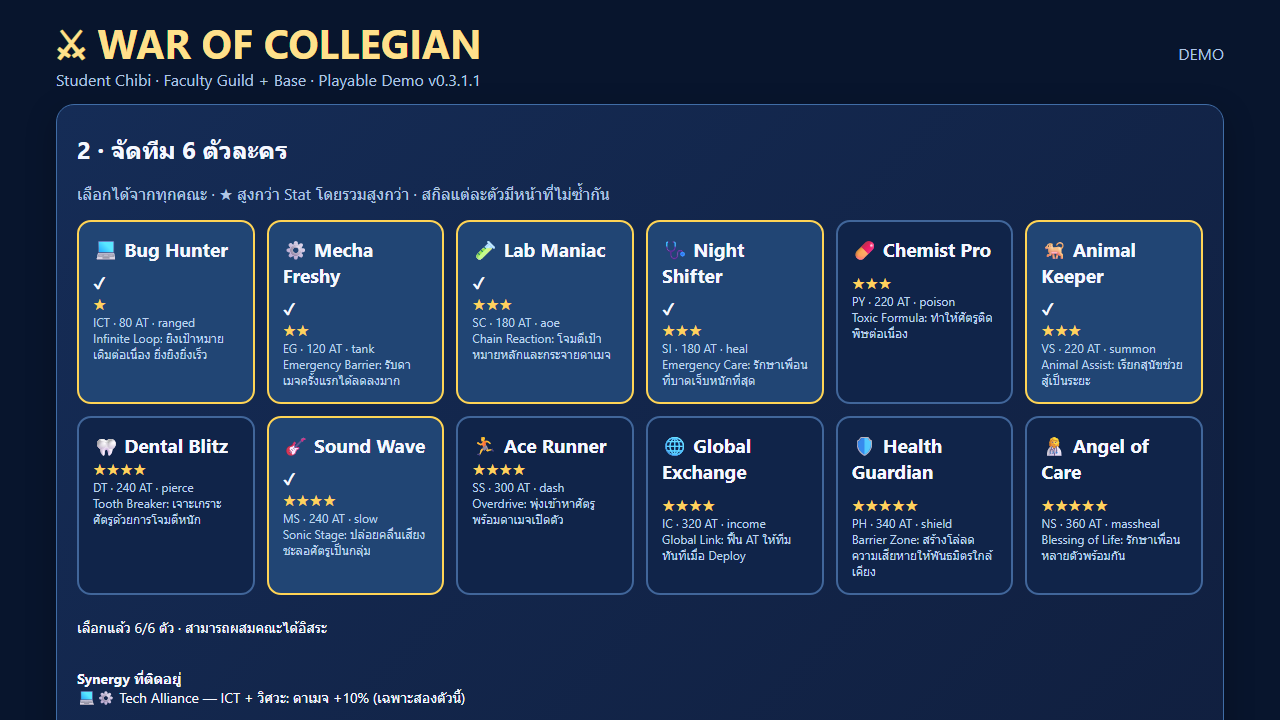 ⚔ WAR OF COLLEGIAN
DEMO
Student Chibi · Faculty Guild + Base · Playable Demo v0.3.1.1
2 · จัดทีม 6 ตัวละคร
เลือกได้จากทุกคณะ · ★ สูงกว่า Stat โดยรวมสูงกว่า · สกิลแต่ละตัวมีหน้าที่ไม่ซ้ำกัน
💻 Bug Hunter
✓
★
ICT · 80 AT · ranged
Infinite Loop: ยิงเป้าหมาย
เดิมต่อเนื่อง ยิ่งยิงยิ่งเร็ว
⚙️ Mecha
Freshy
✓
★★
EG · 120 AT · tank
Emergency Barrier: รับดา
เมจครั้งแรกได้ลดลงมาก
🧪 Lab Maniac
✓
★★★
SC · 180 AT · aoe
Chain Reaction: โจมตีเป้า
หมายหลักและกระจายดาเมจ
🩺 Night
Shifter
✓
★★★
SI · 180 AT · heal
Emergency Care: รักษาเพื่อน
ที่บาดเจ็บหนักที่สุด
💊 Chemist Pro
★★★
PY · 220 AT · poison
Toxic Formula: ทำให้ศัตรูติด
พิษต่อเนื่อง
🐕‍🦺 Animal
Keeper
✓
★★★
VS · 220 AT · summon
Animal Assist: เรียกสุนัขช่วย
สู้เป็นระยะ
🦷 Dental Blitz
★★★★
DT · 240 AT · pierce
Tooth Breaker: เจาะเกราะ
ศัตรูด้วยการโจมตีหนัก
🎸 Sound Wave
✓
★★★★
MS · 240 AT · slow
Sonic Stage: ปล่อยคลื่นเสียง
ชะลอศัตรูเป็นกลุ่ม
🏃 Ace Runner
★★★★
SS · 300 AT · dash
Overdrive: พุ่งเข้าหาศัตรู
พร้อมดาเมจเปิดตัว
🌐 Global
Exchange
★★★★
IC · 320 AT · income
Global Link: ฟื้น AT ให้ทีม
ทันทีเมื่อ Deploy
🛡️ Health
Guardian
★★★★★
PH · 340 AT · shield
Barrier Zone: สร้างโล่ลด
ความเสียหายให้พันธมิตรใกล้
เคียง
👩‍⚕️ Angel of
Care
★★★★★
NS · 360 AT · massheal
Blessing of Life: รักษาเพื่อน
หลายตัวพร้อมกัน
เลือกแล้ว 6/6 ตัว · สามารถผสมคณะได้อิสระ
Synergy ที่ติดอยู่
💻⚙️ Tech Alliance — ICT + วิศวะ: ดาเมจ +10% (เฉพาะสองตัวนี้)